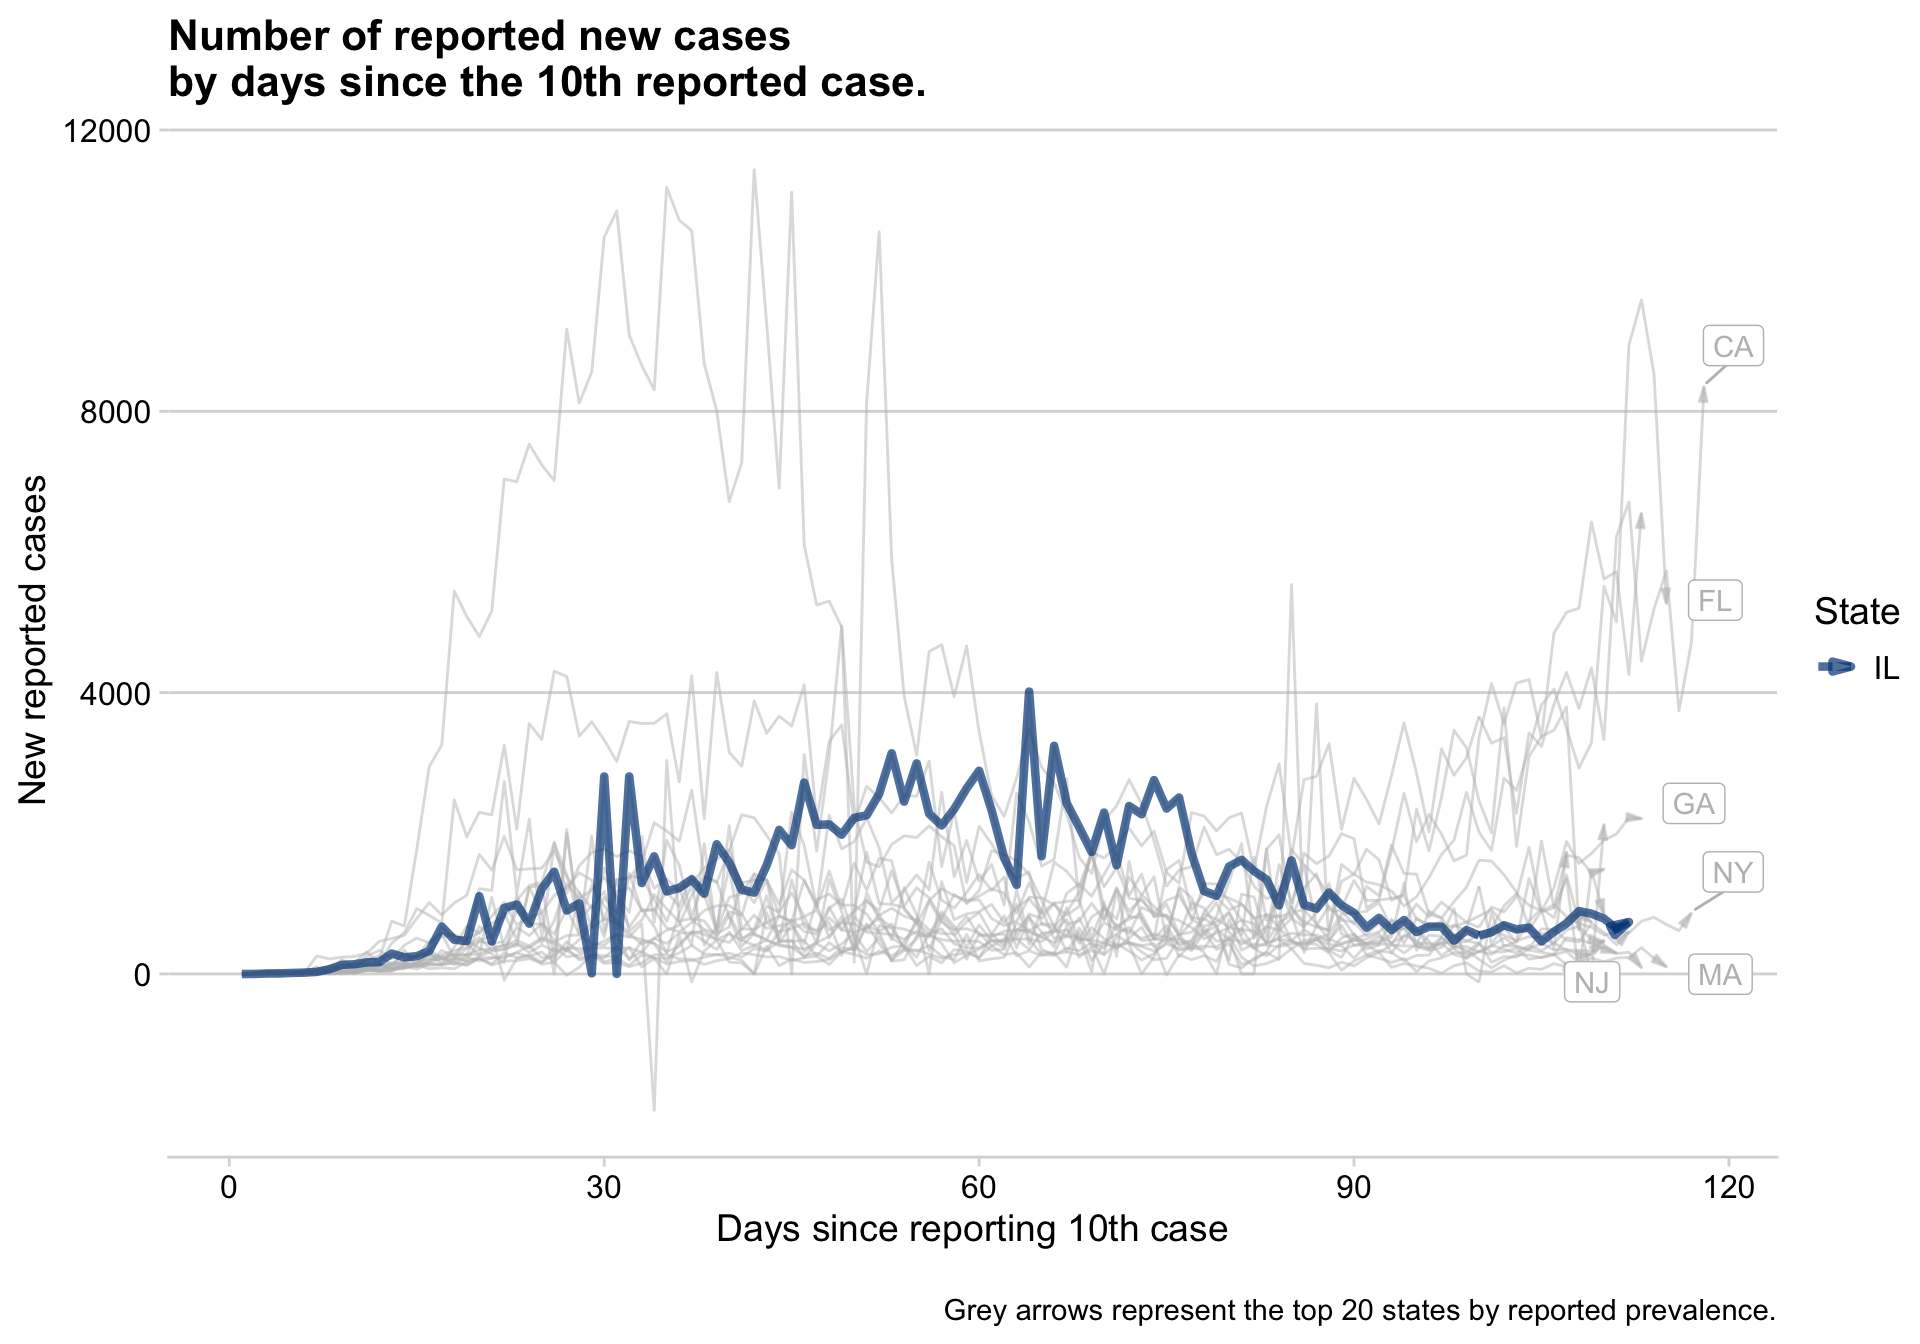 Number of reported new cases
by days since the 10th reported case.
12000
8000
4000
0
New reported cases
CA
FL
GA
NY
NJ
MA
State
IL
0
30
60
90
120
Days since reporting 10th case
Grey arrows represent the top 20 states by reported prevalence.